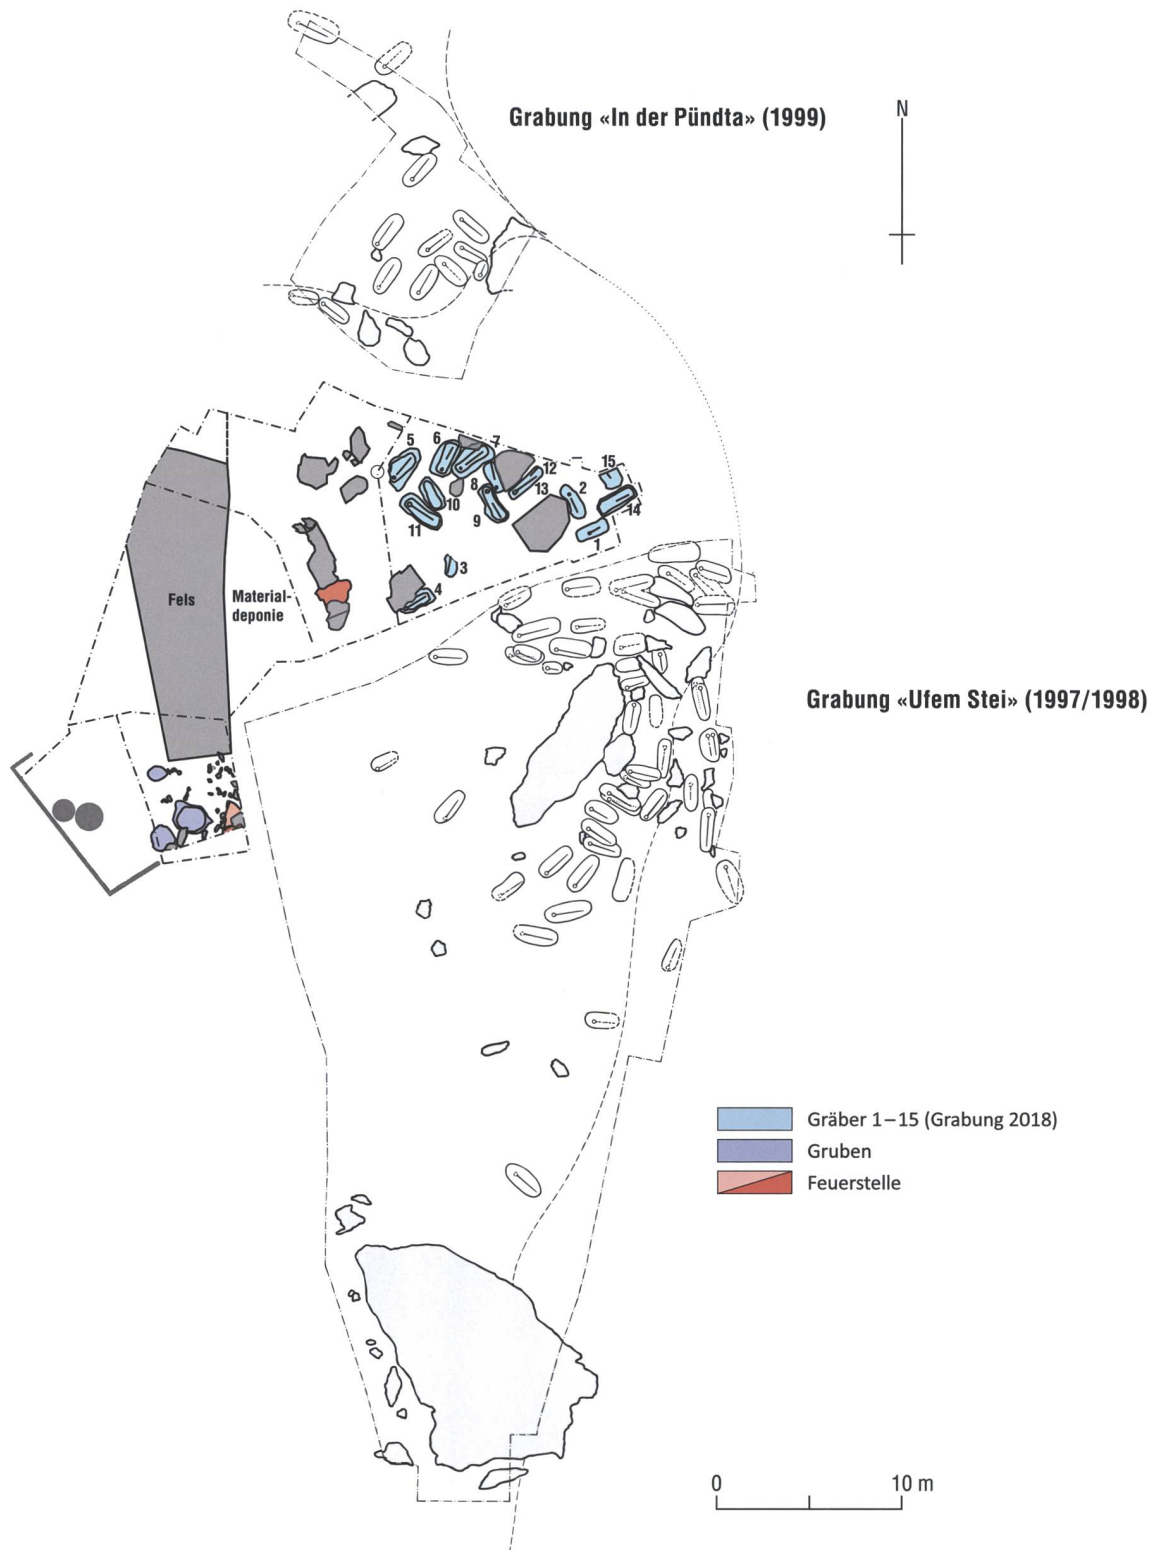 Grabung «In der Pündta» (1999)
N
5
6
7
12
15
8
13
2
10
14
9
11
1
3
4
Fels
Material-
deponie
Grabung «Ufem Stei» (1997/1998)
Gräber 1–15 (Grabung 2018)
Gruben
Feuerstelle
0
10 m